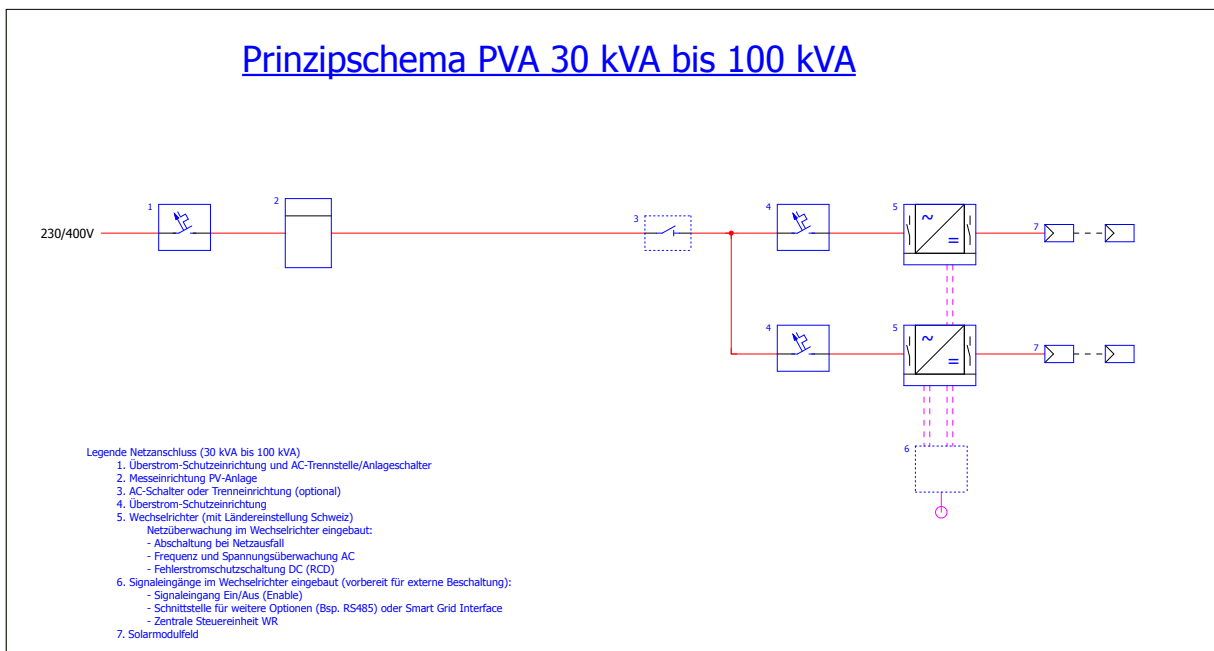 Prinzipschema PVA 30 kVA bis 100 kVA
1
2
3
4
5
7
230/400V
~
=
4
5
7
~
=
6
Legende Netzanschluss (30 kVA bis 100 kVA)
1. Überstrom-Schutzeinrichtung und AC-Trennstelle/Anlageschalter
2. Messeinrichtung PV-Anlage
3. AC-Schalter oder Trenneinrichtung (optional)
4. Überstrom-Schutzeinrichtung
5. Wechselrichter (mit Ländereinstellung Schweiz)
Netzüberwachung im Wechselrichter eingebaut:
- Abschaltung bei Netzausfall
- Frequenz und Spannungsüberwachung AC
- Fehlerstromschutzschaltung DC (RCD)
6. Signaleingänge im Wechselrichter eingebaut (vorbereit für externe Beschaltung):
- Signaleingang Ein/Aus (Enable)
- Schnittstelle für weitere Optionen (Bsp. RS485) oder Smart Grid Interface
- Zentrale Steuereinheit WR
7. Solarmodulfeld